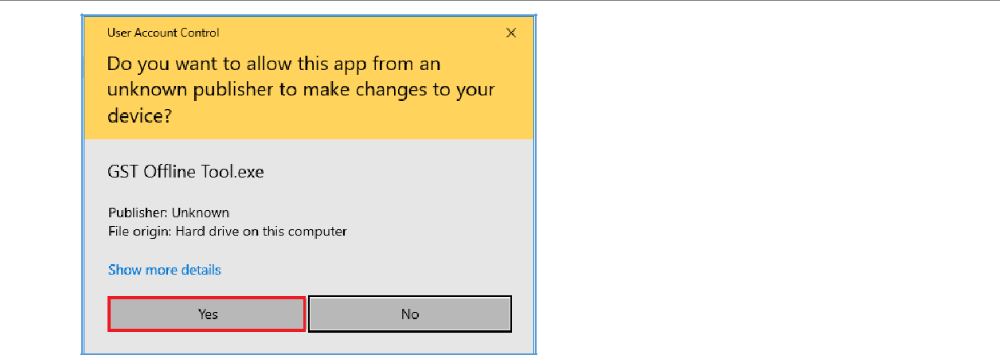 User Account Control
Do you want to allow this app from an
unknown publisher to make changes to your
device?
GST Offline Tool.exe
Publisher: Unknown
File origin: Hard drive on this computer
Show more details
Yes
No